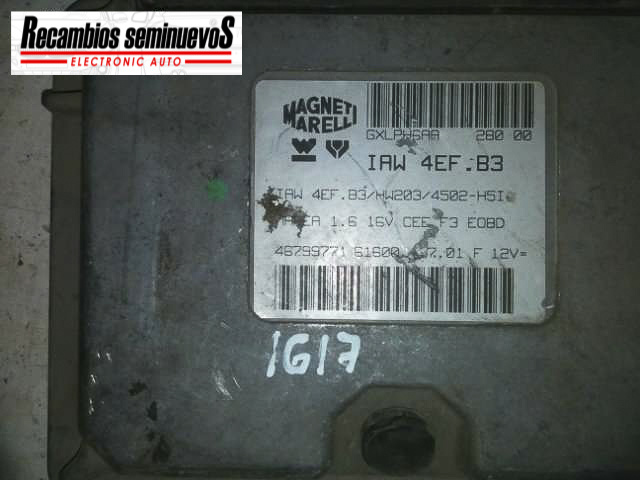 Recambios seminuevoS
ELECTRONIC AUTO
MAGNETI
MARELLI
GXLPW6AA 280 00
IAW 4EF.B3
IAW 4EF.B3/HW203/4502-H5I
1.6 16V CEE F3 EOBD
46799771 61600 F 12V=
1617